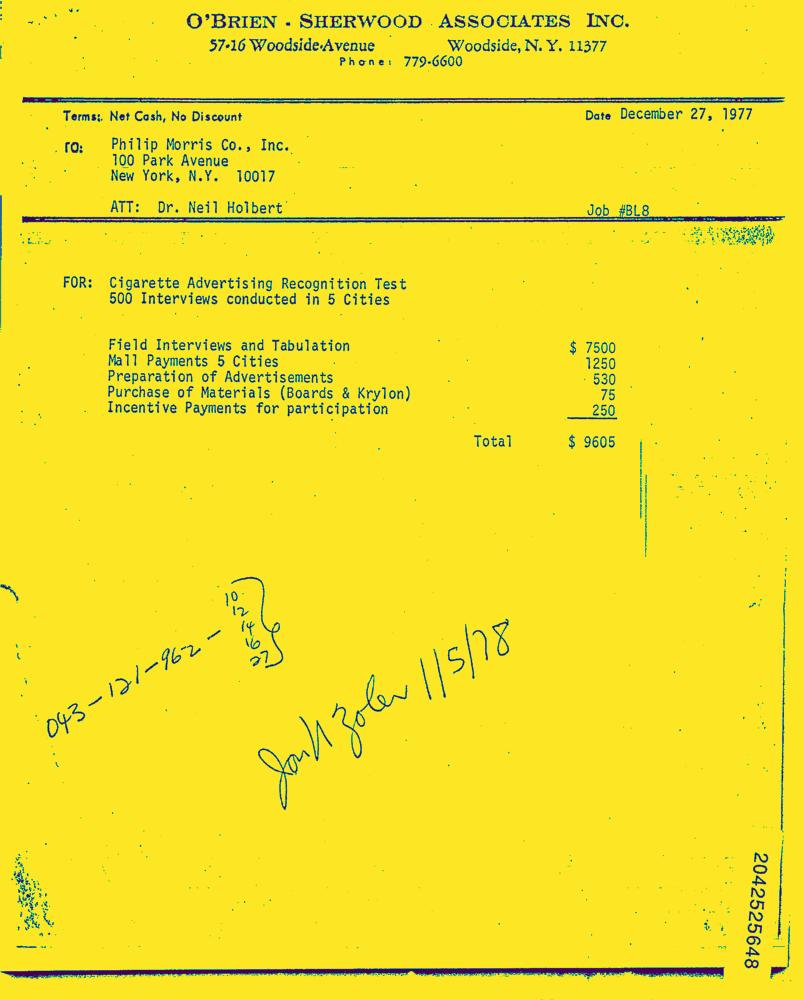 O'BRIEN - SHERWOOD ASSOCIATES INC.
57-16 Woodside Avenue Woodside, N. Y. 11377
Phone: 779-6600
Terms: Net Cash, No Discount Date December 27, 1977
TO: Philip Morris Co., Inc.
100 Park Avenue
New York, N.Y. 10017
ATT: Dr. Neil Holbert Job #BL8
FOR: Cigarette Advertising Recognition Test
500 Interviews conducted in 5 Cities
Field Interviews and Tabulation $ 7500
Mall Payments 5 Cities 1250
Preparation of Advertisements 530
Purchase of Materials (Boards & Krylon) 75
Incentive Payments for participation 250
Total $ 9605
10
12
14
16
27
043-121-962-
1/5/78
2042525648